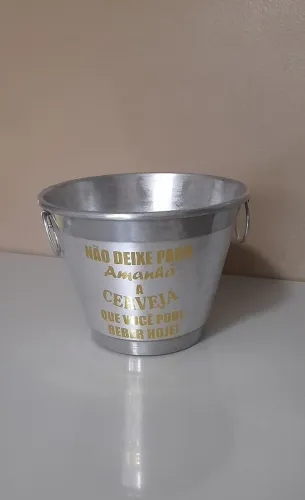 NÃO DEIXE PARA
Amanhã
A
CERVEJA
QUE VOCÊ PODE
BEBER HOJE!